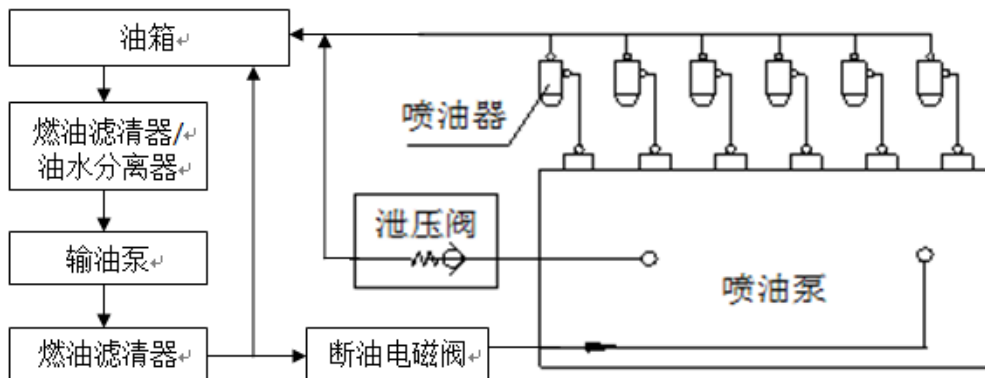 油箱
燃油滤清器/
油水分离器
输油泵
燃油滤清器
断油电磁阀
泄压阀
喷油器
喷油泵